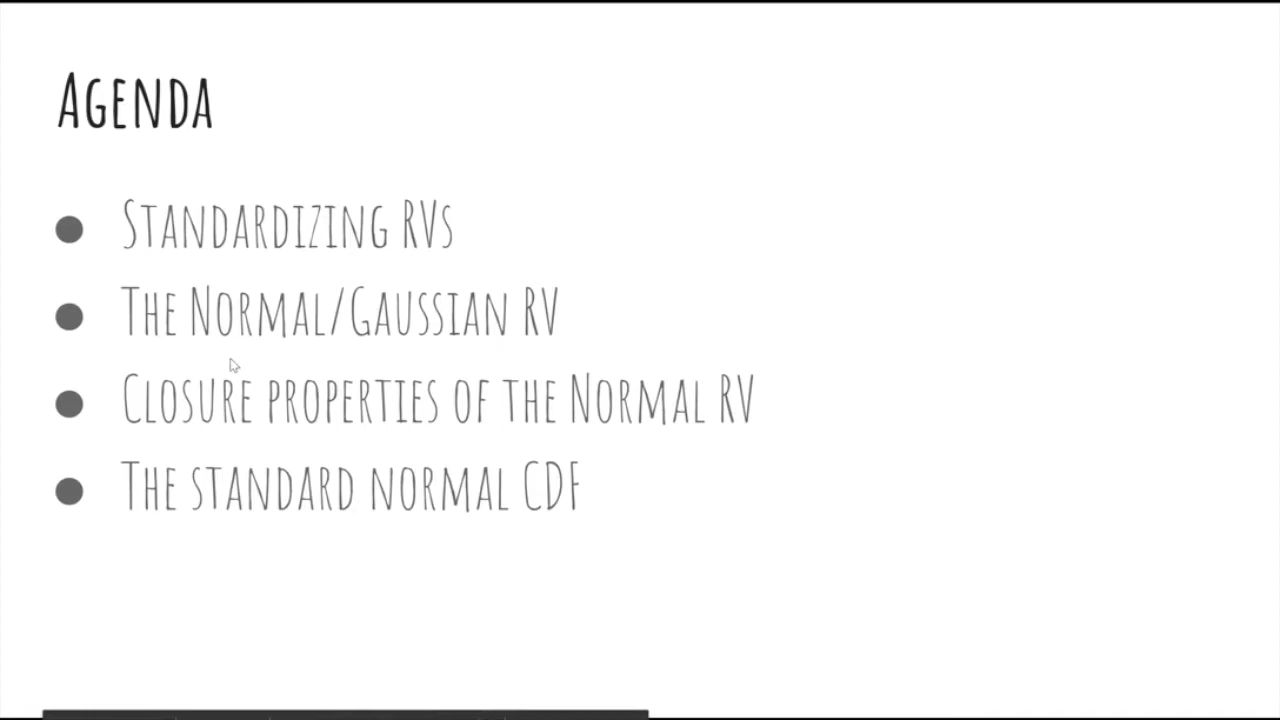 Agenda
Standardizing RVs
The Normal/Gaussian RV
Closure properties of the Normal RV
The standard normal CDF